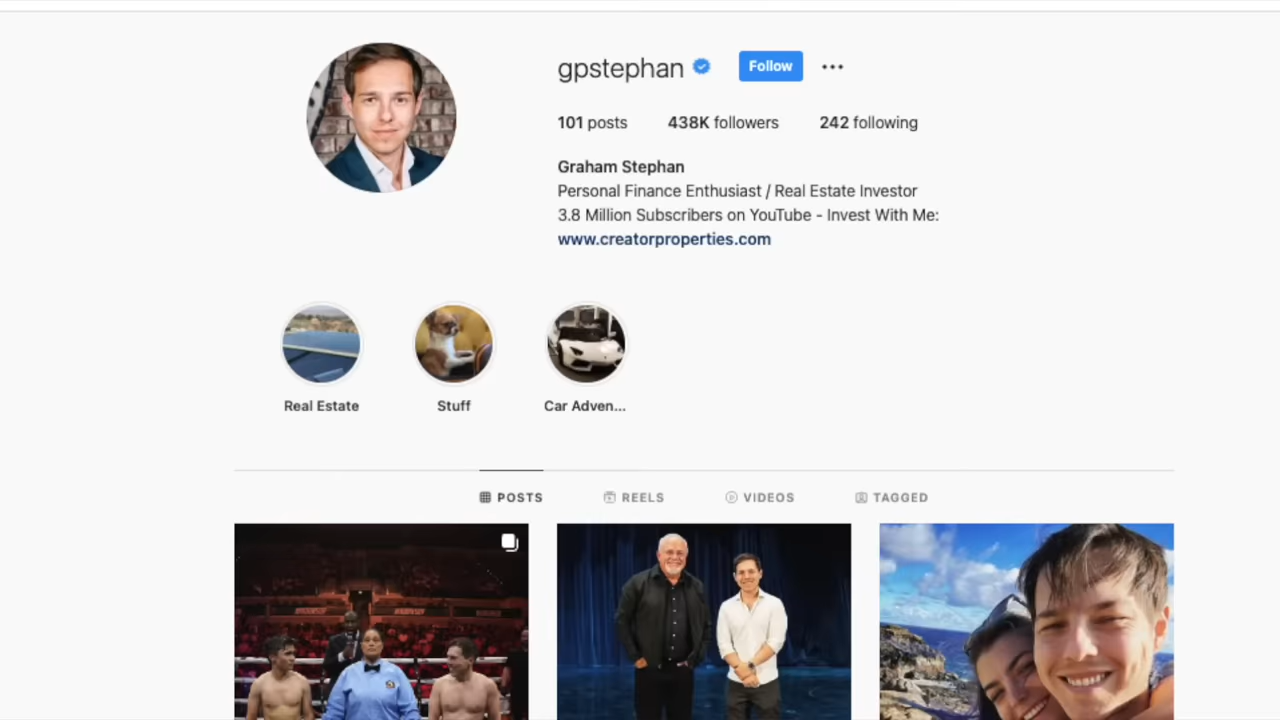 gpstephan
Follow
101 posts
438K followers
242 following
Graham Stephan
Personal Finance Enthusiast / Real Estate Investor
3.8 Million Subscribers on YouTube - Invest With Me:
www.creatorproperties.com
Real Estate
Stuff
Car Adven...
POSTS
REELS
VIDEOS
TAGGED